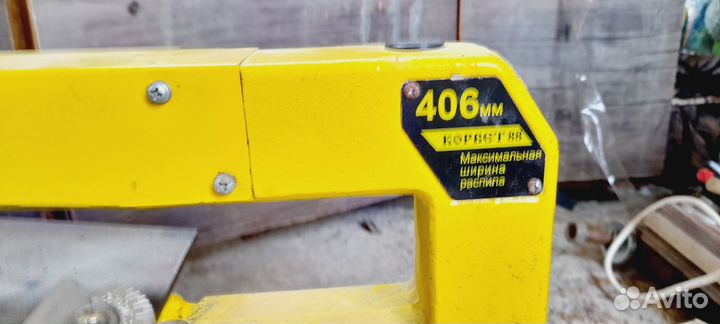 406мм
КОРВЕТ 88
Максимальная
ширина
распила
Avito